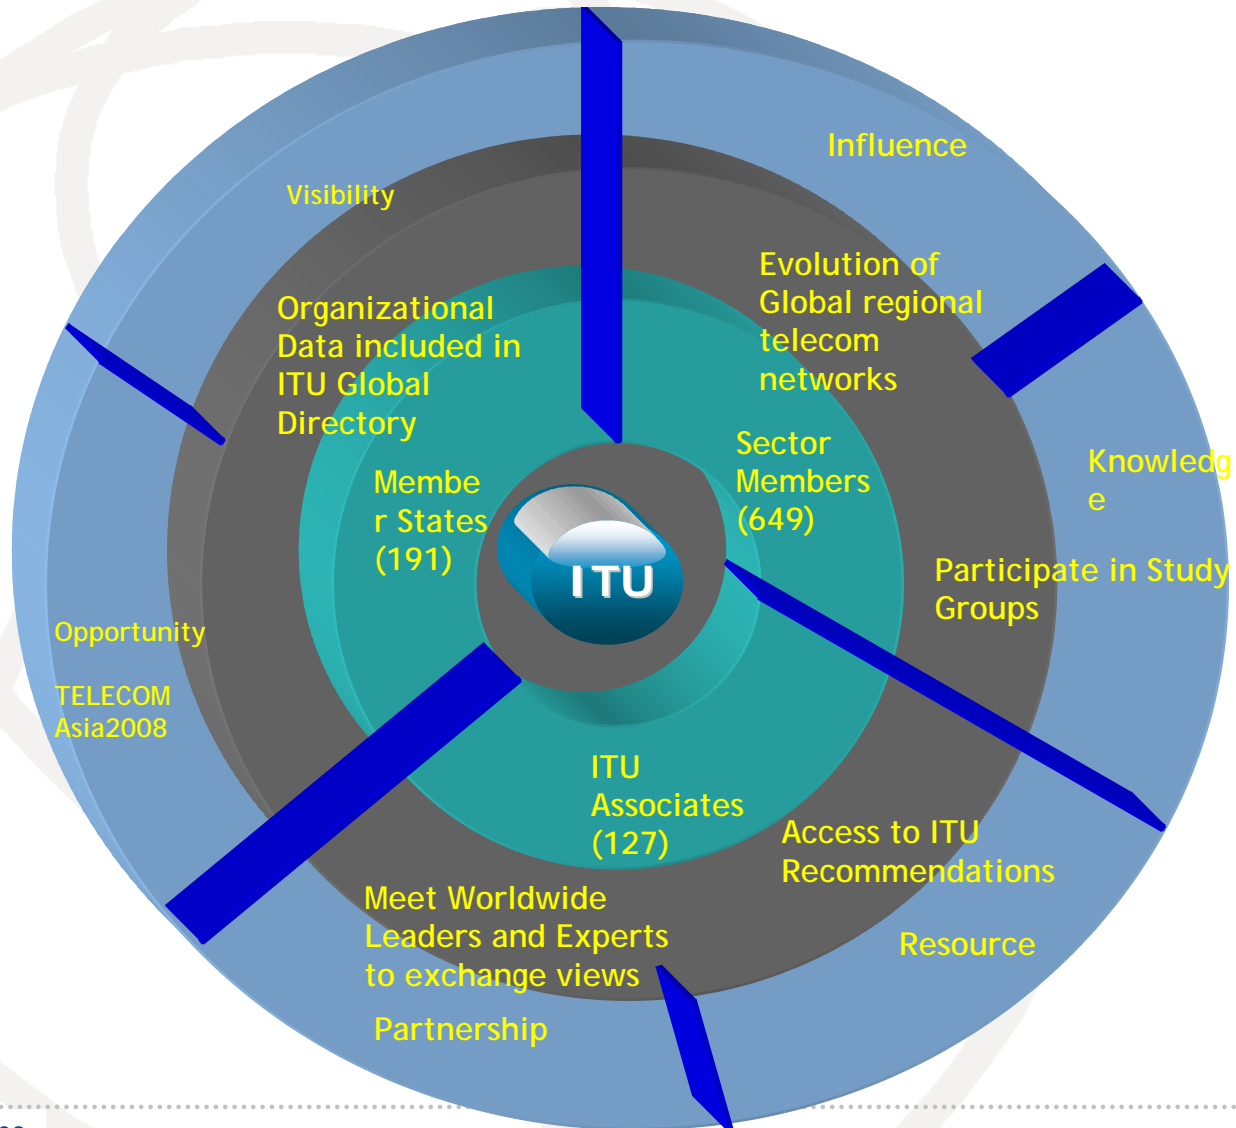 Influence
Visibility
Evolution of
Global regional
telecom
networks
Organizational
Data included in
ITU Global
Directory
Sector
Members
(649)
Knowledg
e
Membe
r States
(191)
ITU
Participate in Study
Groups
Opportunity
TELECOM
Asia2008
ITU
Associates
(127)
Access to ITU
Recommendations
Meet Worldwide
Leaders and Experts
to exchange views
Resource
Partnership